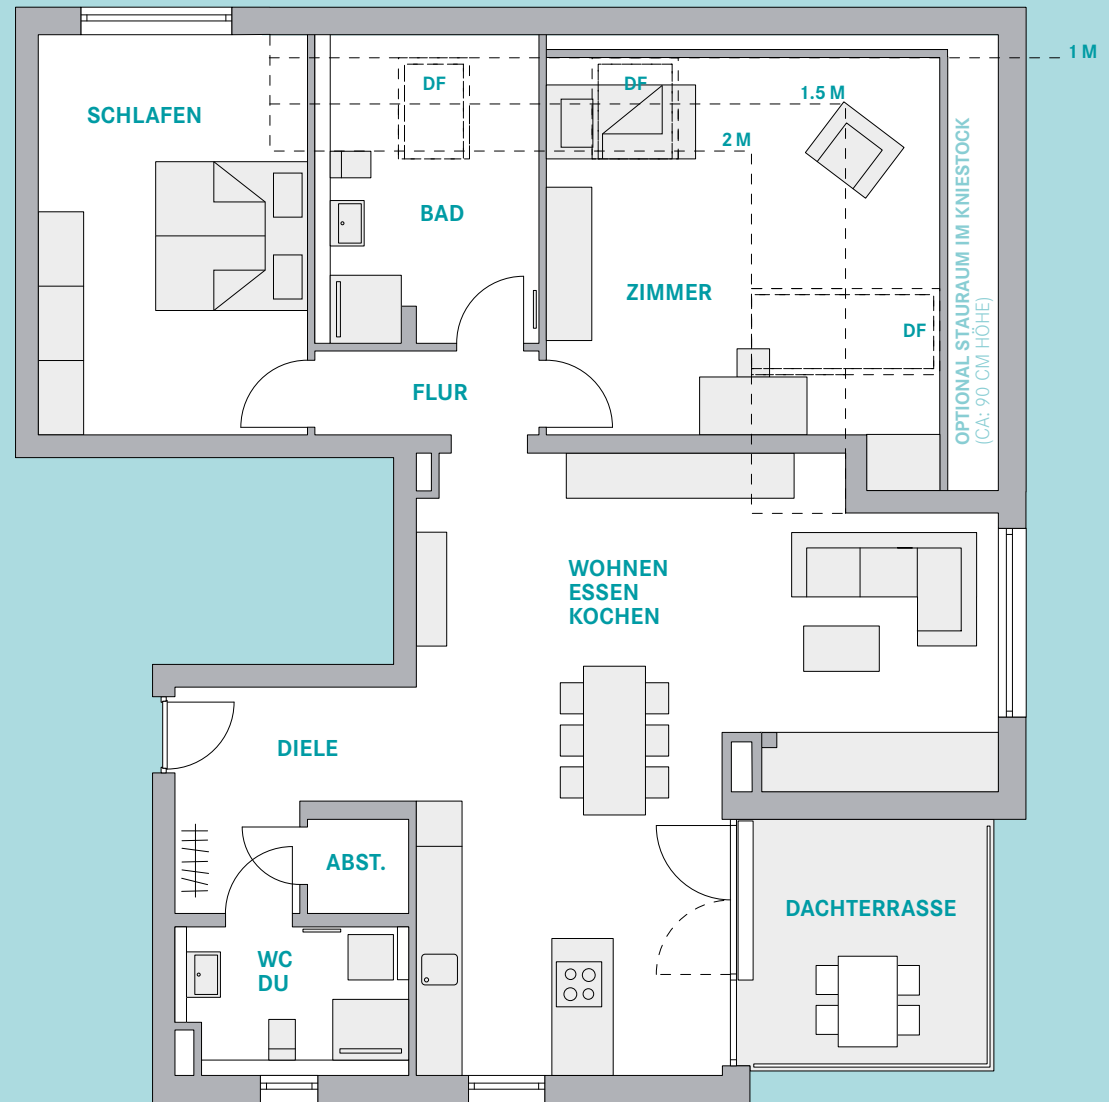 1 M
DF
DF
1.5 M
SCHLAFEN
2 M
BAD
OPTIONAL STAURAUM IM KNIESTOCK
(CA: 90 CM HÖHE)
ZIMMER
DF
FLUR
WOHNEN
ESSEN
KOCHEN
DIELE
ABST.
DACHTERRASSE
WC
DU